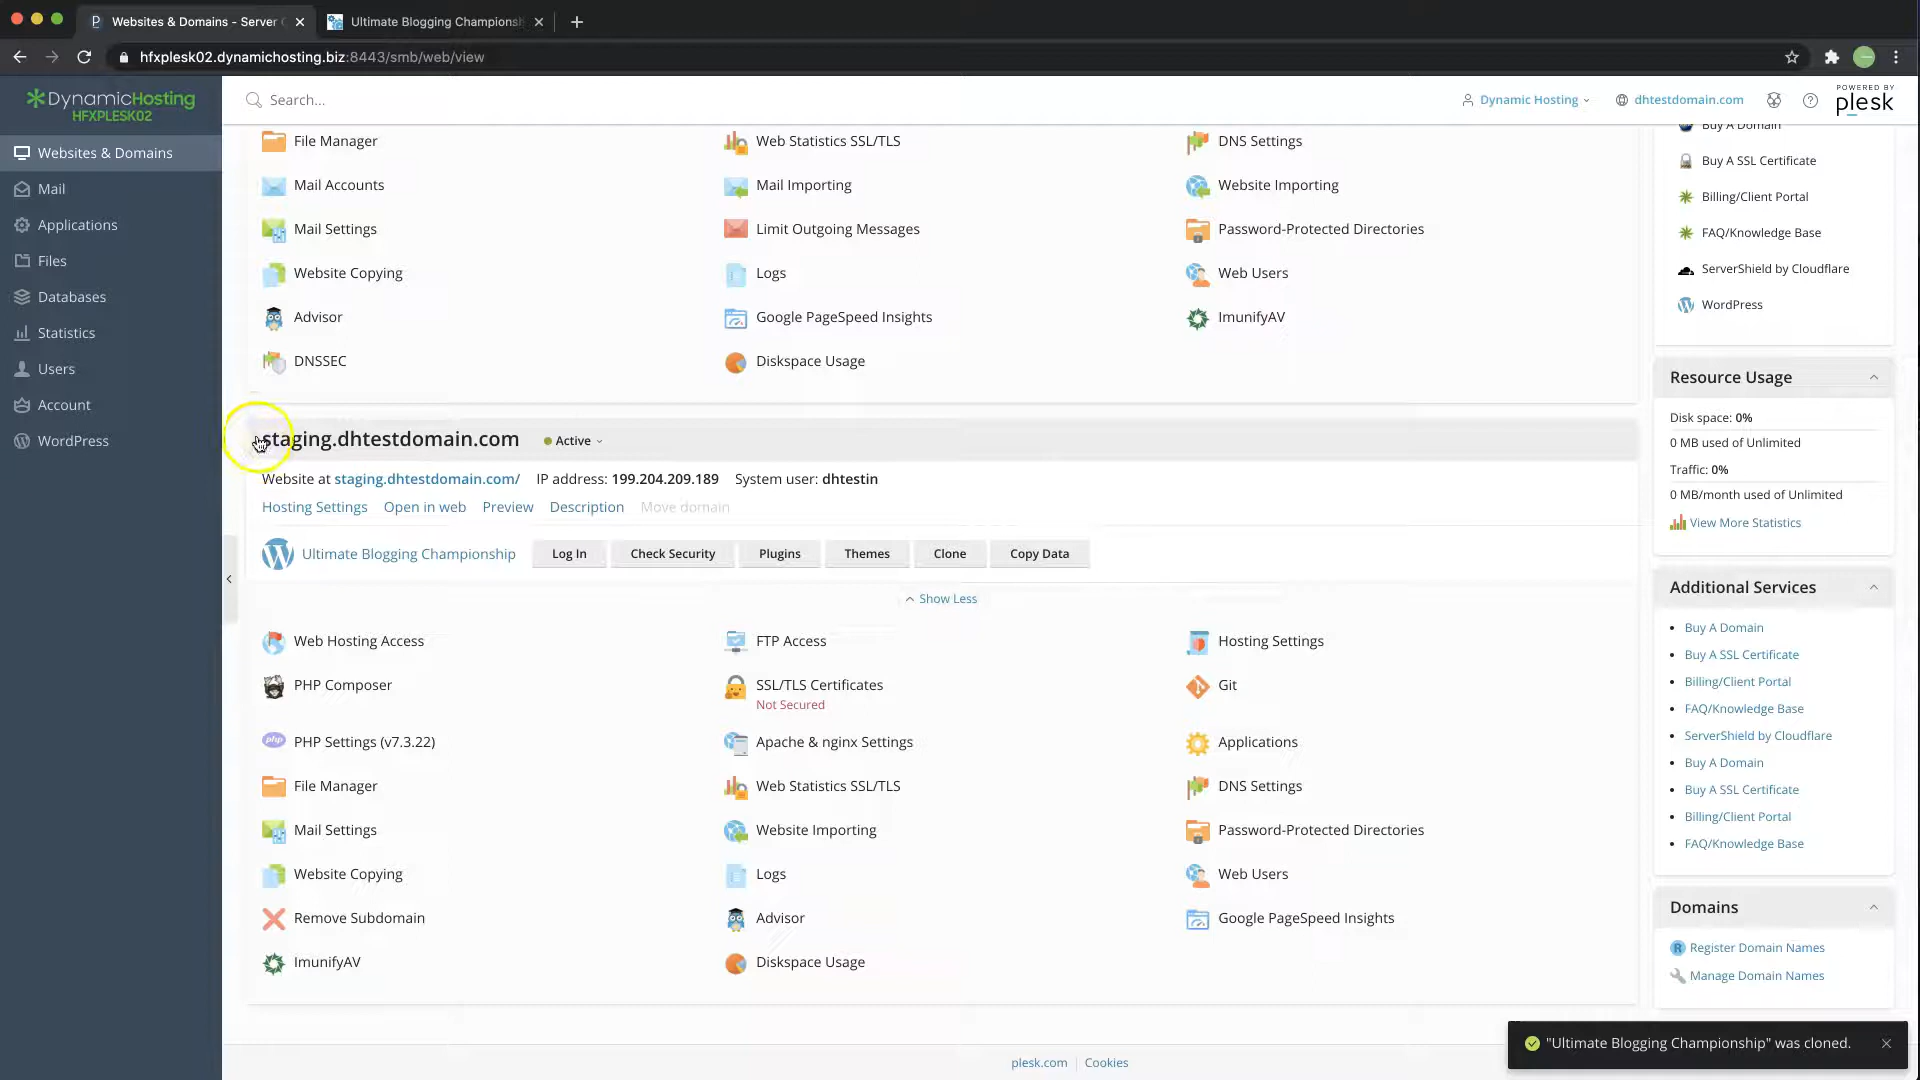 Websites & Domains - Server
Ultimate Blogging Champions
hfxplesk02.dynamichosting.biz:8443/smb/web/view
DynamicHosting
HFXPLESK02
Search...
Dynamic Hosting
dhtestdomain.com
POWERED BY
plesk
Websites & Domains
Mail
Applications
Files
Databases
Statistics
Users
Account
WordPress
File Manager
Web Statistics SSL/TLS
DNS Settings
Mail Accounts
Mail Importing
Website Importing
Mail Settings
Limit Outgoing Messages
Password-Protected Directories
Website Copying
Logs
Web Users
Advisor
Google PageSpeed Insights
ImunifyAV
DNSSEC
Diskspace Usage
staging.dhtestdomain.com
Active
Website at staging.dhtestdomain.com/ IP address: 199.204.209.189 System user: dhtestin
Hosting Settings Open in web Preview Description Move domain
Ultimate Blogging Championship
Log In
Check Security
Plugins
Themes
Clone
Copy Data
Show Less
Web Hosting Access
FTP Access
Hosting Settings
PHP Composer
SSL/TLS Certificates
Not Secured
Git
php
PHP Settings (v7.3.22)
Apache & nginx Settings
Applications
File Manager
Web Statistics SSL/TLS
DNS Settings
Mail Settings
Website Importing
Password-Protected Directories
Website Copying
Logs
Web Users
Remove Subdomain
Advisor
Google PageSpeed Insights
ImunifyAV
Diskspace Usage
Buy A Domain
Buy A SSL Certificate
Billing/Client Portal
FAQ/Knowledge Base
ServerShield by Cloudflare
WordPress
Resource Usage
Disk space: 0%
0 MB used of Unlimited
Traffic: 0%
0 MB/month used of Unlimited
View More Statistics
Additional Services
Buy A Domain
Buy A SSL Certificate
Billing/Client Portal
FAQ/Knowledge Base
ServerShield by Cloudflare
Buy A Domain
Buy A SSL Certificate
Billing/Client Portal
FAQ/Knowledge Base
Domains
Register Domain Names
Manage Domain Names
"Ultimate Blogging Championship" was cloned.
plesk.com
Cookies